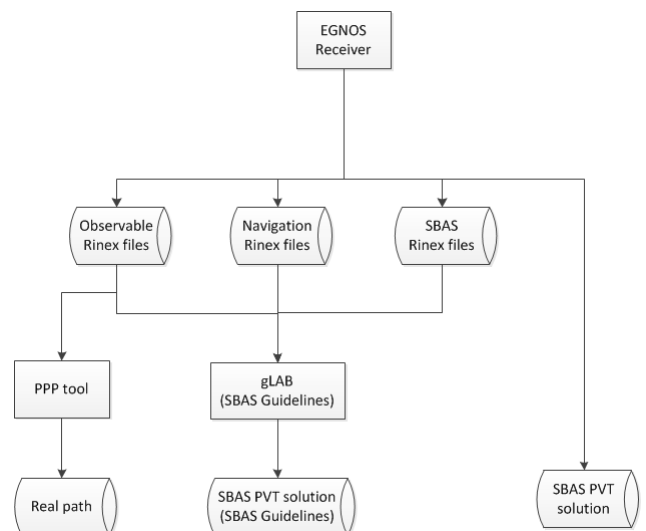 EGNOS
Receiver
Observable
Rinex files
Navigation
Rinex files
SBAS
Rinex files
PPP tool
gLAB
(SBAS Guidelines)
Real path
SBAS PVT solution
(SBAS Guidelines)
SBAS PVT
solution